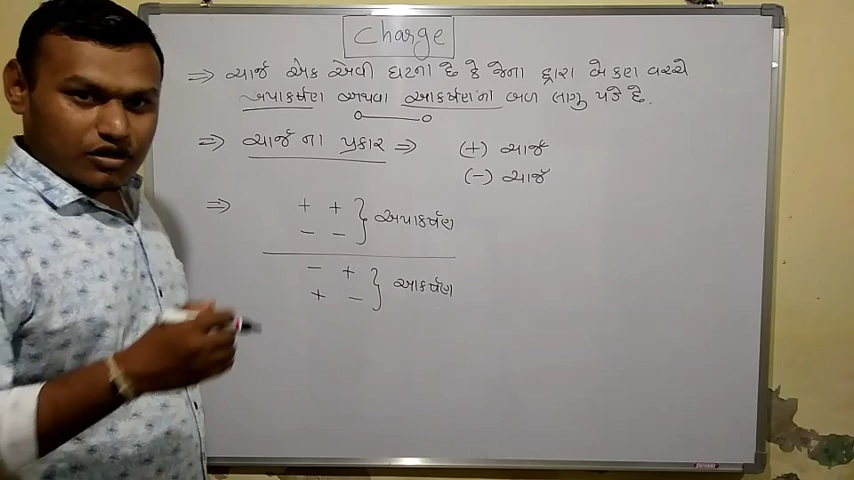 Charge
⇒ ચાર્જ એક એવી ઘટના છે કે જેના દ્વારા બે કણ વચ્ચે
અપાકર્ષણ અથવા આકર્ષણનાં બળ લાગુ પડે છે.
⇒ ચાર્જ ના પ્રકાર ⇒ (+) ચાર્જ
(-) ચાર્જ
⇒ + + } અપાકર્ષણ
- -
- + } આકર્ષણ
+ -